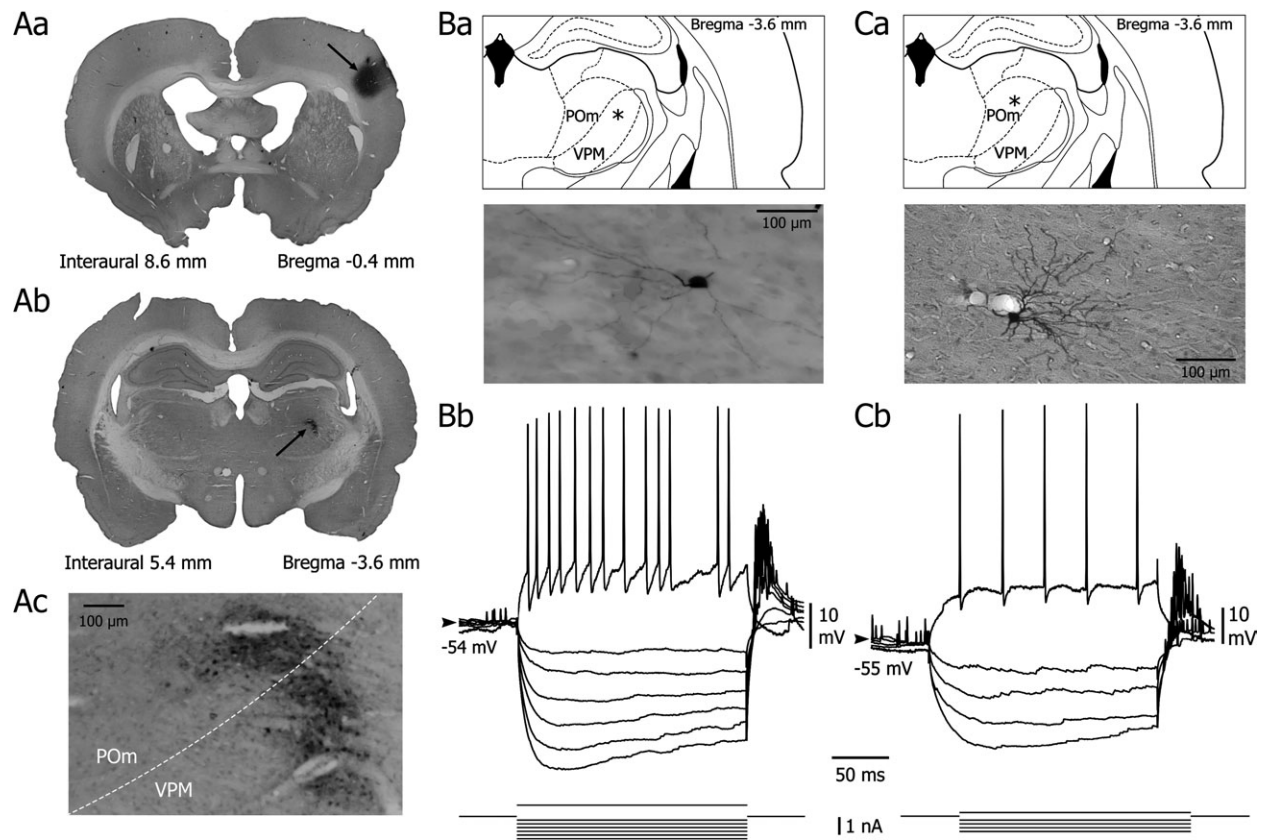 Aa
Interaural 8.6 mm
Bregma -0.4 mm
Ab
Interaural 5.4 mm
Bregma -3.6 mm
Ac
100 µm
POm
VPM
Ba
Bregma -3.6 mm
POm
*
VPM
100 µm
Bb
-54 mV
10
mV
Ca
Bregma -3.6 mm
*
POm
VPM
100 µm
Cb
-55 mV
10
mV
50 ms
1 nA